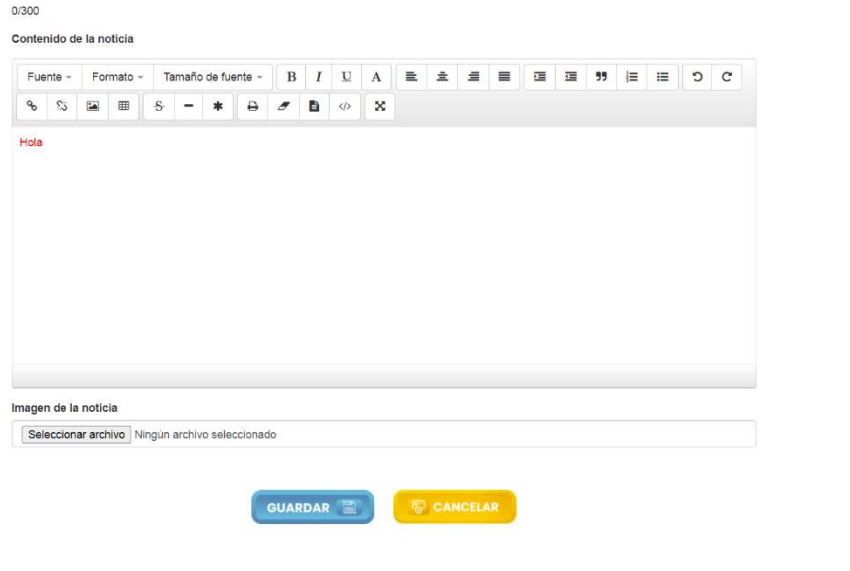 0/300
Contenido de la noticia
Fuente Formato Tamaño de fuente B I U A
S
Hola
Imagen de la noticia
Seleccionar archivo Ningún archivo seleccionado
GUARDAR CANCELAR